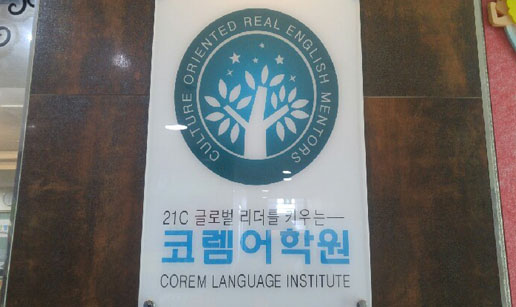 CULTURE ORIENTED REAL ENGLISH MENTORS
21C 글로벌 리더를 키우는
코렘어학원
COREM LANGUAGE INSTITUTE